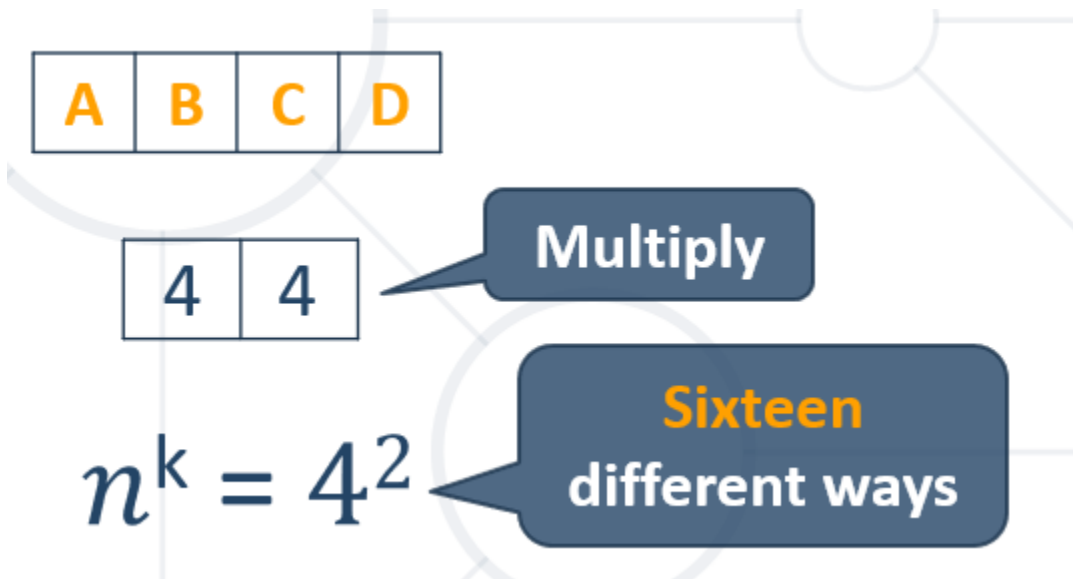 A B C D
4 4
Multiply
nᵏ = 4²
Sixteen
different ways